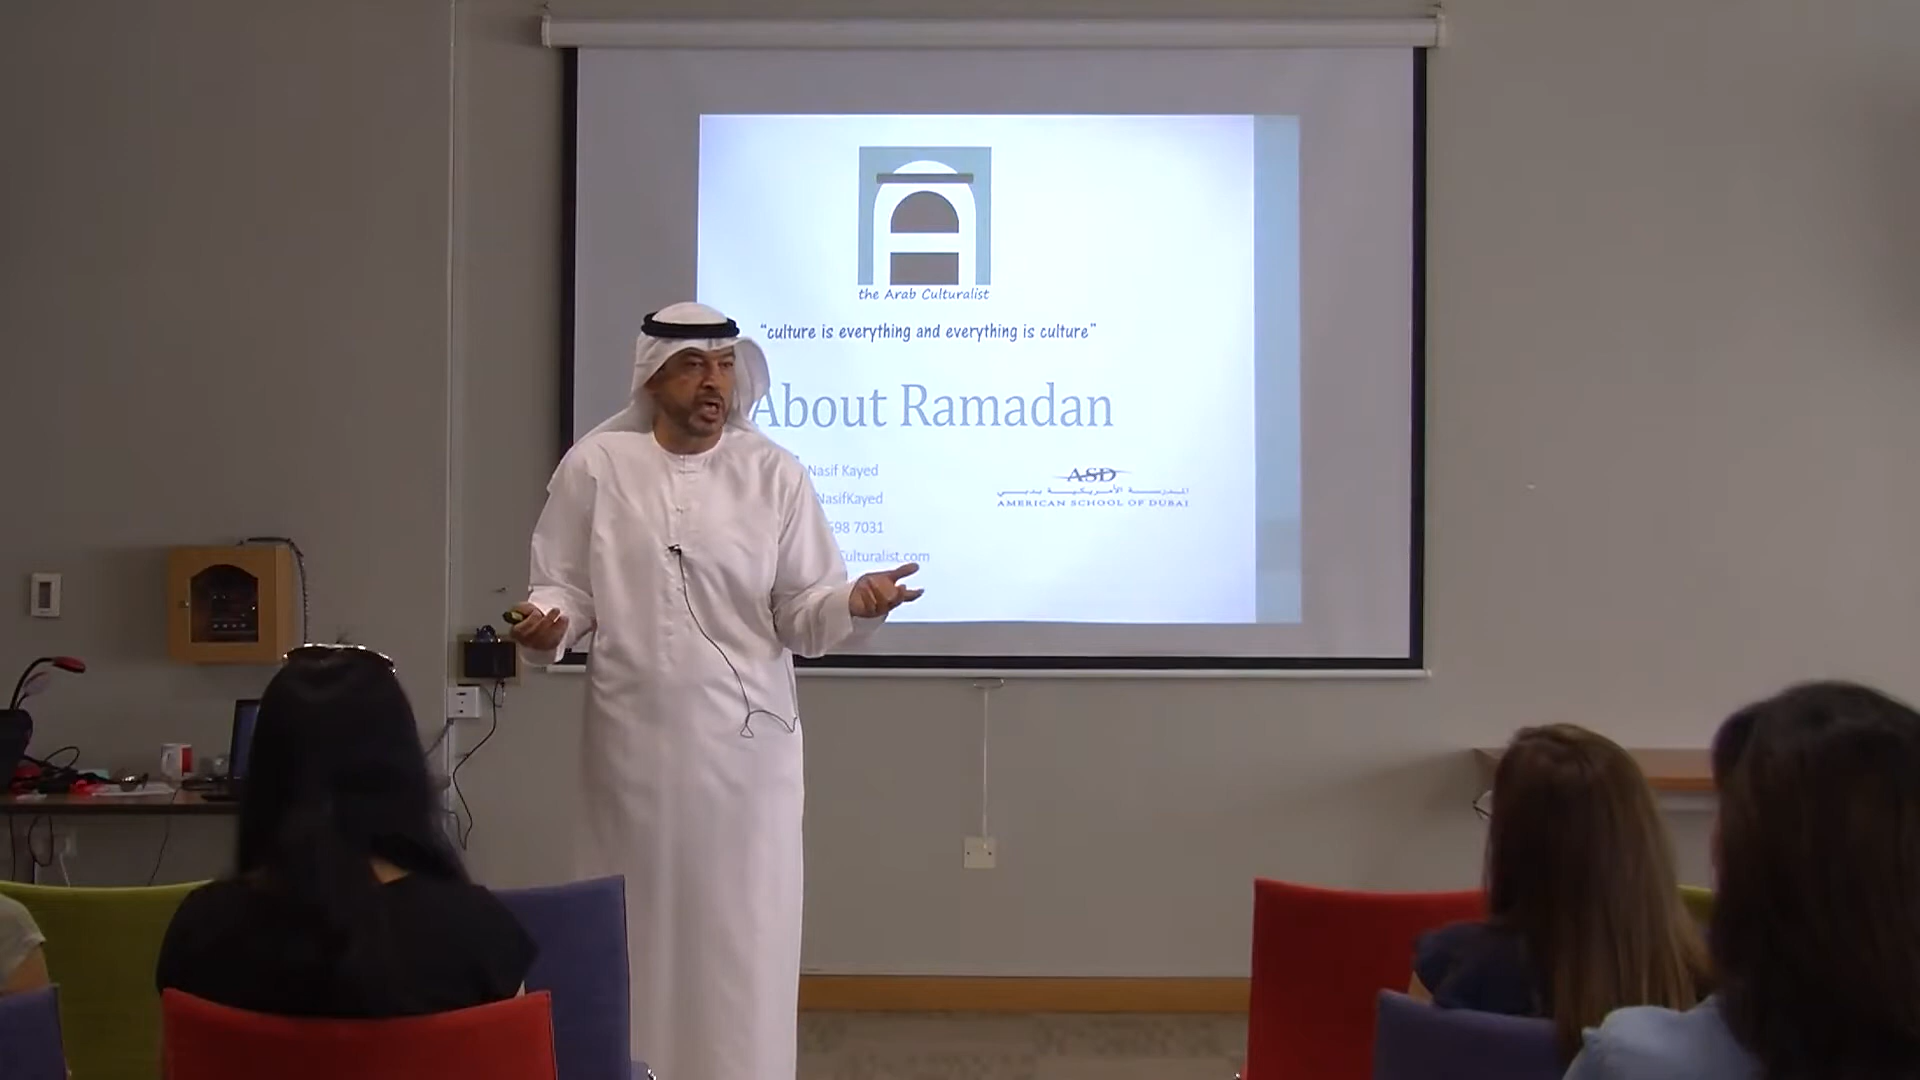 the Arab Culturalist
“culture is everything and everything is culture”
About Ramadan
Nasif Kayed
NasifKayed
598 7031
Culturalist.com
ASD
المدرسة الأمريكية بدبي
AMERICAN SCHOOL OF DUBAI